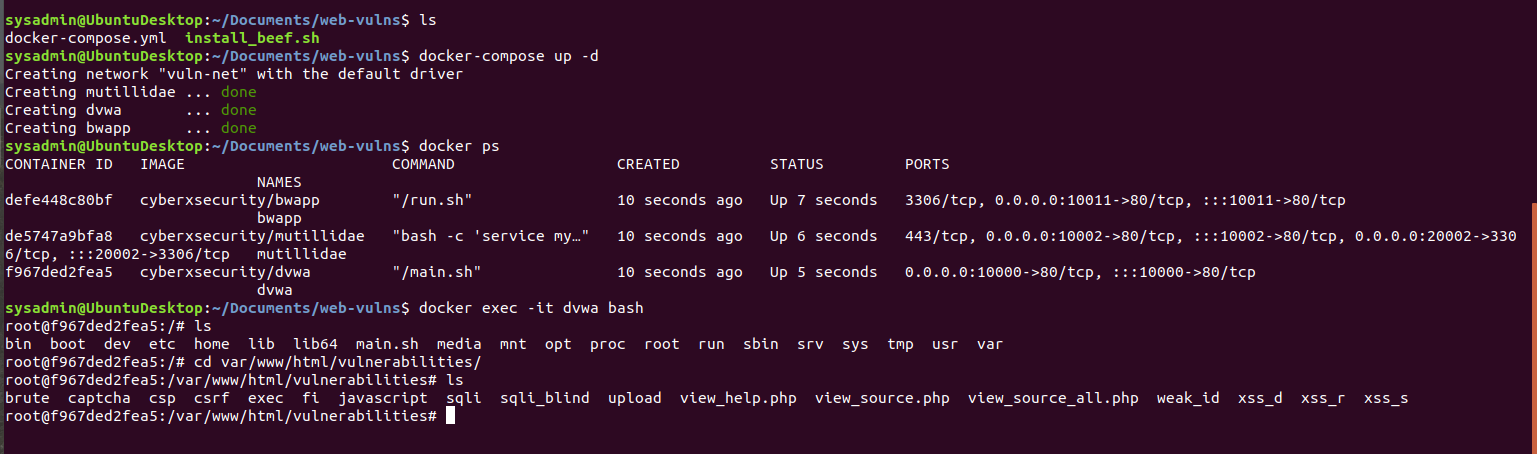 sysadmin@UbuntuDesktop:~/Documents/web-vulns$ ls
docker-compose.yml  install_beef.sh
sysadmin@UbuntuDesktop:~/Documents/web-vulns$ docker-compose up -d
Creating network "vuln-net" with the default driver
Creating mutillidae ... done
Creating dvwa       ... done
Creating bwapp      ... done
sysadmin@UbuntuDesktop:~/Documents/web-vulns$ docker ps
CONTAINER ID   IMAGE                       COMMAND                  CREATED          STATUS         PORTS
                            NAMES
defe448c80bf   cyberxsecurity/bwapp        "/run.sh"                10 seconds ago   Up 7 seconds   3306/tcp, 0.0.0.0:10011->80/tcp, :::10011->80/tcp
                            bwapp
de5747a9bfa8   cyberxsecurity/mutillidae   "bash -c 'service my…"   10 seconds ago   Up 6 seconds   443/tcp, 0.0.0.0:10002->80/tcp, :::10002->80/tcp, 0.0.0.0:20002->330
6/tcp, :::20002->3306/tcp   mutillidae
f967ded2fea5   cyberxsecurity/dvwa         "/main.sh"               10 seconds ago   Up 5 seconds   0.0.0.0:10000->80/tcp, :::10000->80/tcp
                            dvwa
sysadmin@UbuntuDesktop:~/Documents/web-vulns$ docker exec -it dvwa bash
root@f967ded2fea5:/# ls
bin  boot  dev  etc  home  lib  lib64  main.sh  media  mnt  opt  proc  root  run  sbin  srv  sys  tmp  usr  var
root@f967ded2fea5:/# cd var/www/html/vulnerabilities/
root@f967ded2fea5:/var/www/html/vulnerabilities# ls
brute  captcha  csp  csrf  exec  fi  javascript  sqli  sqli_blind  upload  view_help.php  view_source.php  view_source_all.php  weak_id  xss_d  xss_r  xss_s
root@f967ded2fea5:/var/www/html/vulnerabilities#